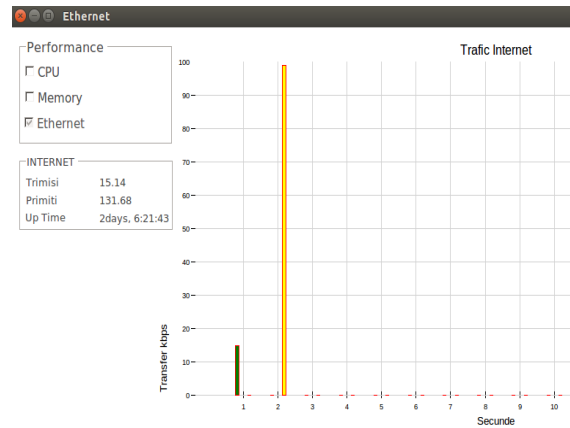 Ethernet
Performance
CPU
Memory
Ethernet
INTERNET
Trimisi 15.14
Primiti 131.68
Up Time 2days, 6:21:43
Trafic Internet
Transfer kbps
100
90
80
70
60
50
40
30
20
10
0
1 2 3 4 5 6 7 8 9 10
Secunde